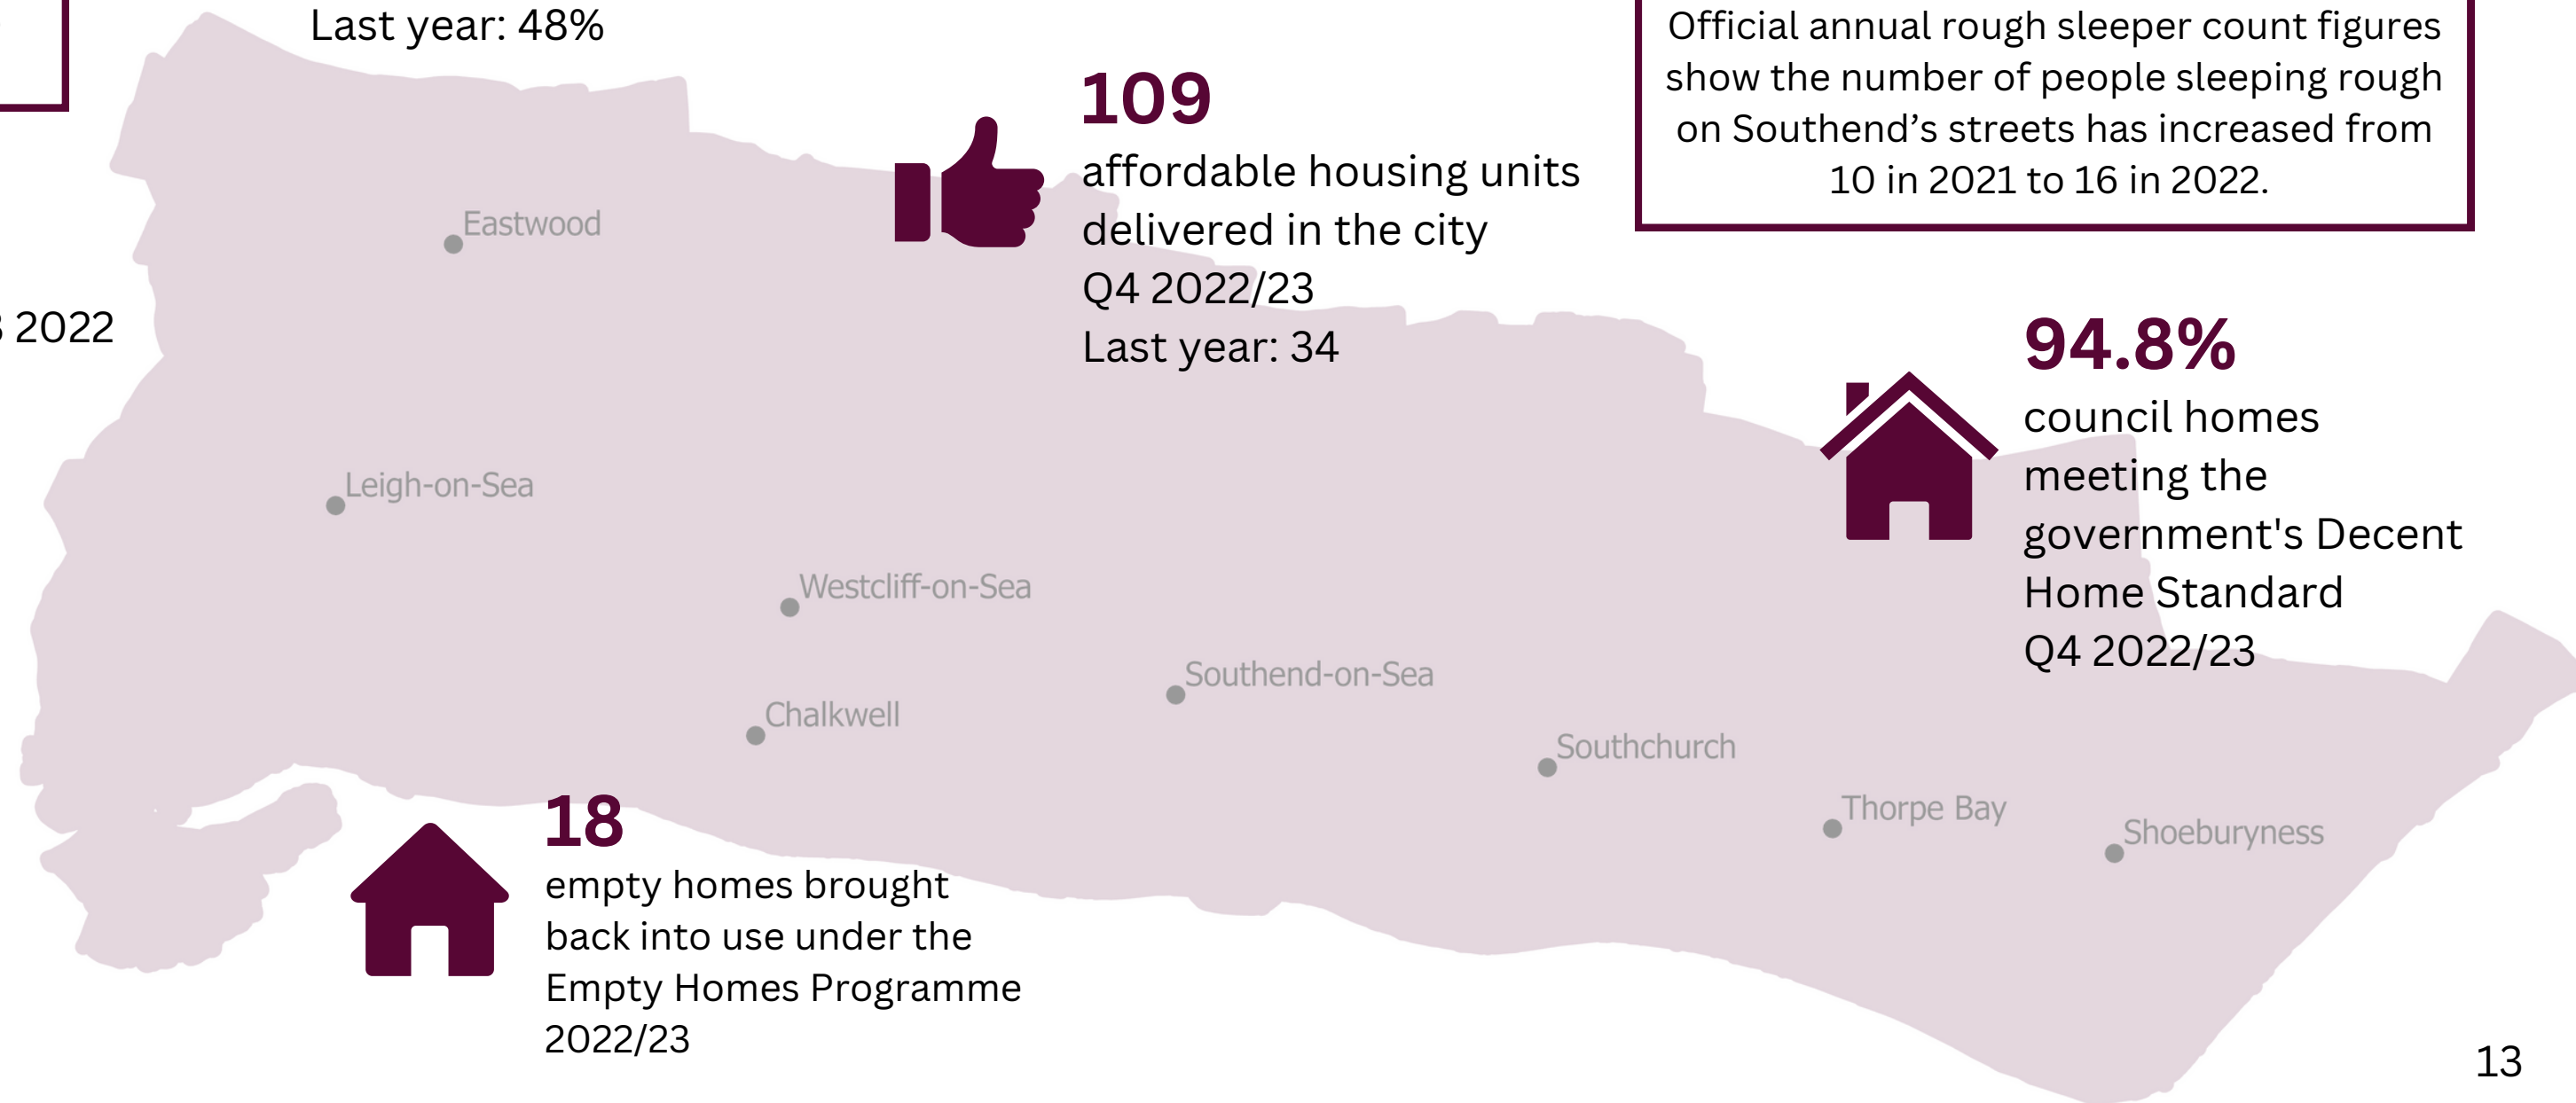 Last year: 48%
Official annual rough sleeper count figures
show the number of people sleeping rough
on Southend’s streets has increased from
10 in 2021 to 16 in 2022.
109
affordable housing units
delivered in the city
Q4 2022/23
Last year: 34
Eastwood
2022
94.8%
council homes
meeting the
government's Decent
Home Standard
Q4 2022/23
Leigh-on-Sea
Westcliff-on-Sea
Southend-on-Sea
Chalkwell
Southchurch
Thorpe Bay
Shoeburyness
18
empty homes brought
back into use under the
Empty Homes Programme
2022/23
13